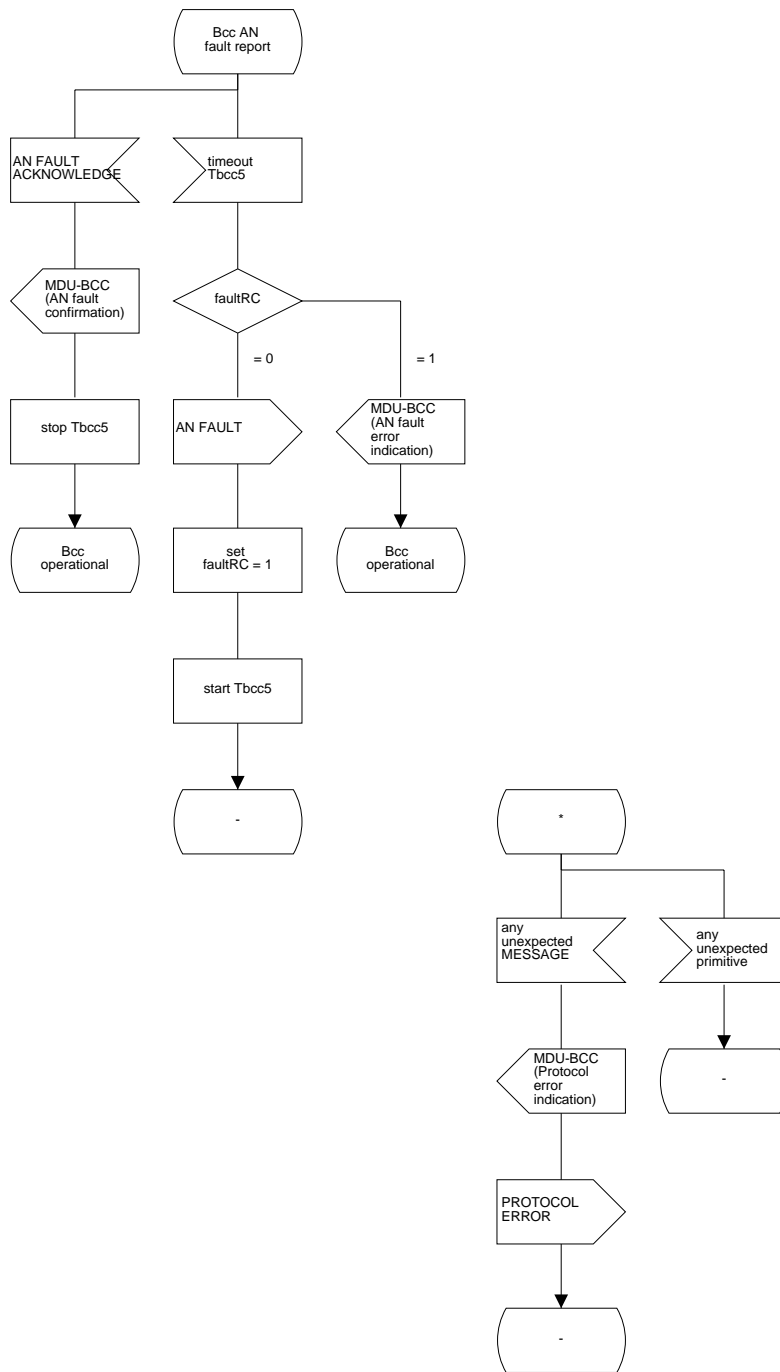 Bcc AN
fault report
AN FAULT
ACKNOWLEDGE
timeout
Tbcc5
MDU-BCC
(AN fault
confirmation)
faultRC
= 0
= 1
stop Tbcc5
AN FAULT
MDU-BCC
(AN fault
error
indication)
Bcc
operational
set
faultRC = 1
Bcc
operational
start Tbcc5
-
*
any
unexpected
MESSAGE
any
unexpected
primitive
MDU-BCC
(Protocol
error
indication)
-
PROTOCOL
ERROR
-